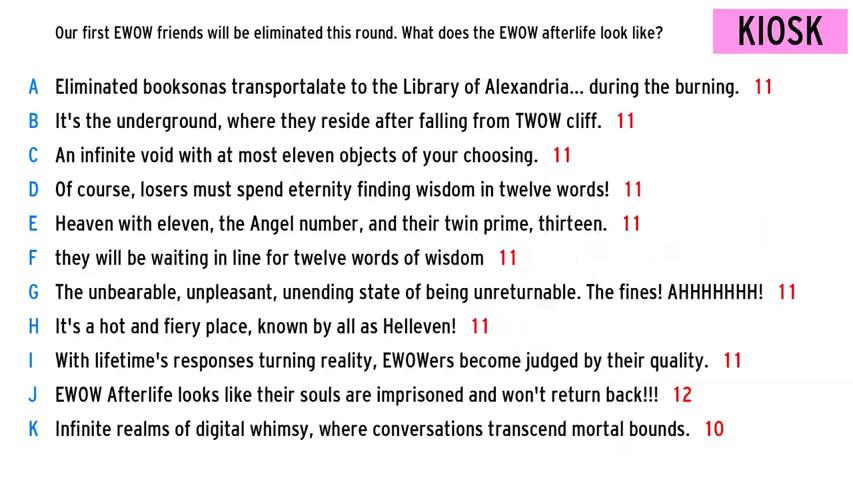 Our first EWOW friends will be eliminated this round. What does the EWOW afterlife look like?
KIOSK
A Eliminated booksonas transportalate to the Library of Alexandria... during the burning. 11
B It's the underground, where they reside after falling from TWOW cliff. 11
C An infinite void with at most eleven objects of your choosing. 11
D Of course, losers must spend eternity finding wisdom in twelve words! 11
E Heaven with eleven, the Angel number, and their twin prime, thirteen. 11
F they will be waiting in line for twelve words of wisdom 11
G The unbearable, unpleasant, unending state of being unreturnable. The fines! AHHHHHHH! 11
H It's a hot and fiery place, known by all as Helleven! 11
I With lifetime's responses turning reality, EWOWers become judged by their quality. 11
J EWOW Afterlife looks like their souls are imprisoned and won't return back!!! 12
K Infinite realms of digital whimsy, where conversations transcend mortal bounds. 10